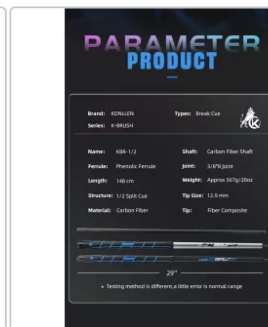 PARAMETER
PRODUCT
Brand: KONLLEN Types: Break Cue
Series: K-BRUSH
Name: KBR-1/2 Shaft: Carbon Fiber Shaft
Ferrule: Phenolic Ferrule Joint: 3/8*8 Joint
Length: 148 cm Weight: Approx 567g/20oz
Structure: 1/2 Split Cue Tip Size: 12.9 mm
Material: Carbon Fiber Tip: Fiber Composite
29"
Testing method is different,a little error is normal range